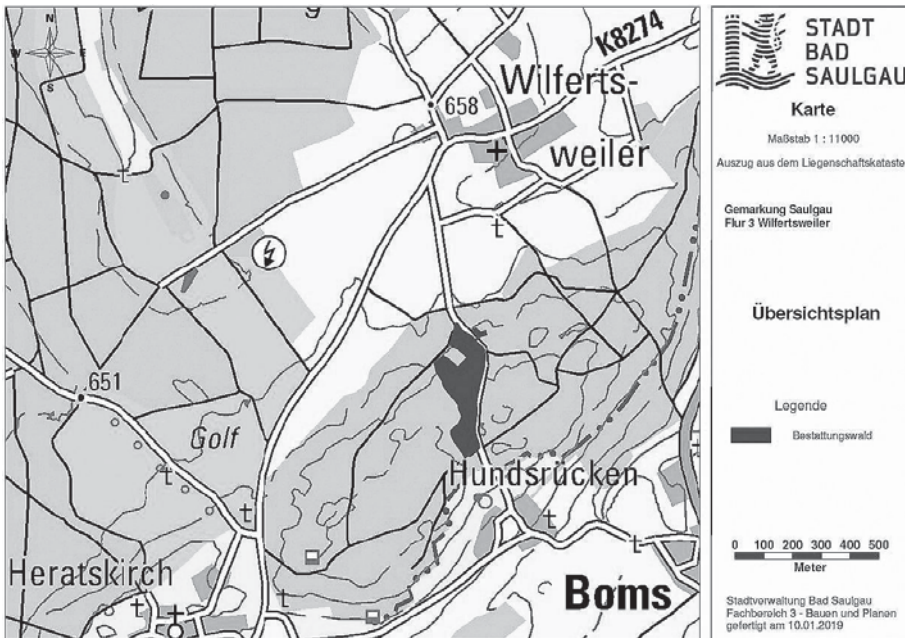 N
W E
S
g
K8274
Wilferts-
weiler
658
651
Golf
Hundsrücken
Heratskirch
Boms
STADT
BAD
SAULGAU
Karte
Maßstab 1 : 11000
Auszug aus dem Liegenschaftskataste
Gemarkung Saulgau
Flur 3 Wilfertsweiler
Übersichtsplan
Legende
Bestattungswald
0 100 200 300 400 500
Meter
Stadtverwaltung Bad Saulgau
Fachbereich 3 - Bauen und Planen
gefertigt am 10.01.2019